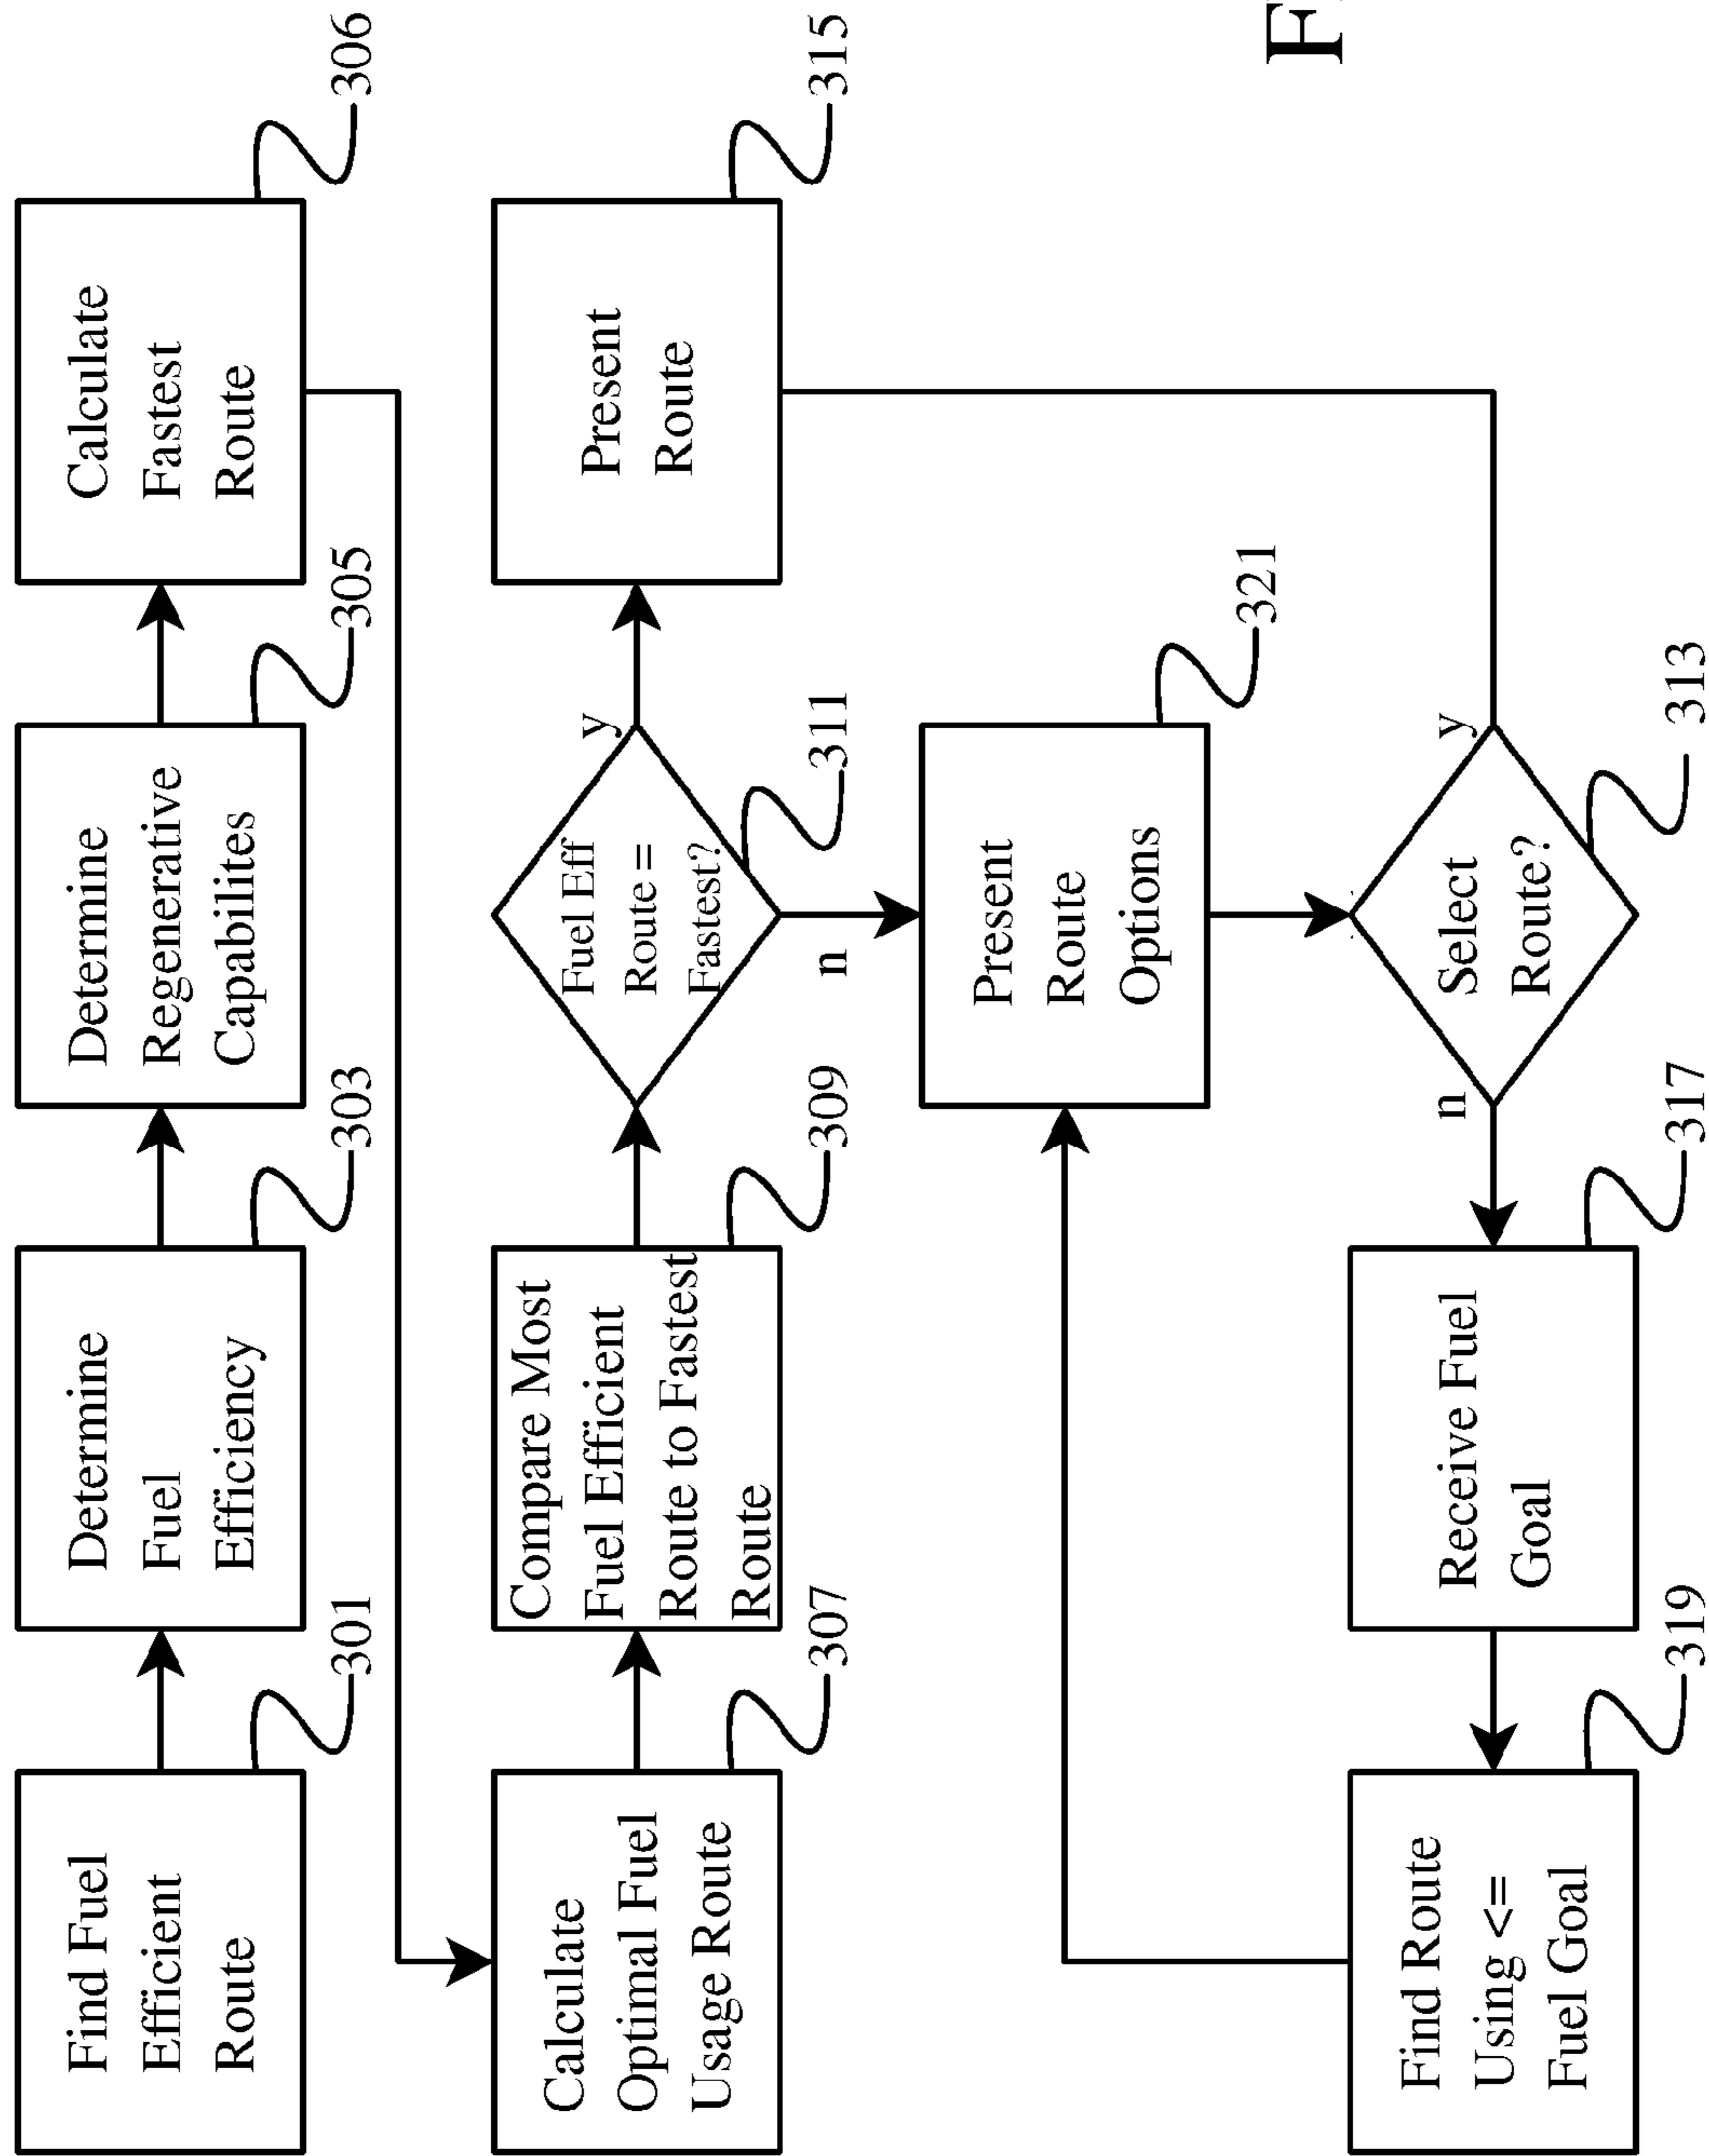 Find Fuel
Efficient
Route
301
Determine
Fuel
Efficiency
303
Determine
Regenerative
Capabilites
305
Calculate
Fastest
Route
306
Calculate
Optimal Fuel
Usage Route
307
Compare Most
Fuel Efficient
Route to Fastest
Route
309
Fuel Eff
Route =
Fastest?
y
n
311
Present
Route
315
Present
Route
Options
321
Find Route
Using <=
Fuel Goal
319
Receive Fuel
Goal
317
n
Select
Route?
y
313